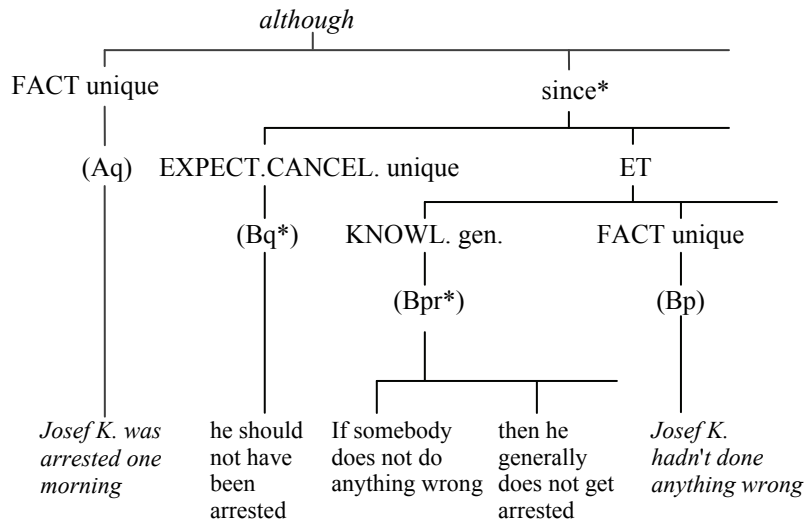 although
FACT unique
since*
(Aq)
EXPECT.CANCEL. unique
ET
(Bq*)
KNOWL. gen.
FACT unique
(Bpr*)
(Bp)
Josef K. was
arrested one
morning
he should
not have
been
arrested
If somebody
does not do
anything wrong
then he
generally
does not get
arrested
Josef K.
hadn't done
anything wrong